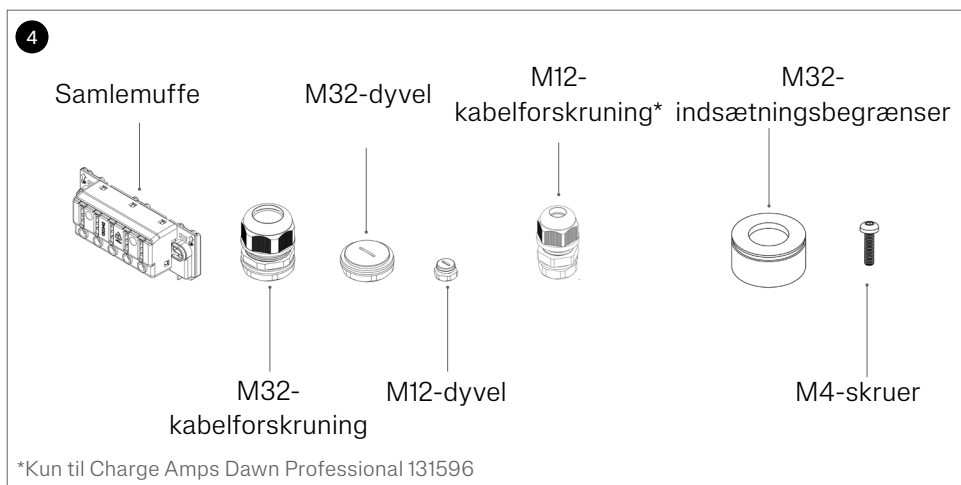 4
Samlemuffe
M32-dyvel
M12-
kabelforskruning*
M32-
indsætningsbegrænser
M32-
kabelforskruning
M12-dyvel
M4-skruer
*Kun til Charge Amps Dawn Professional 131596